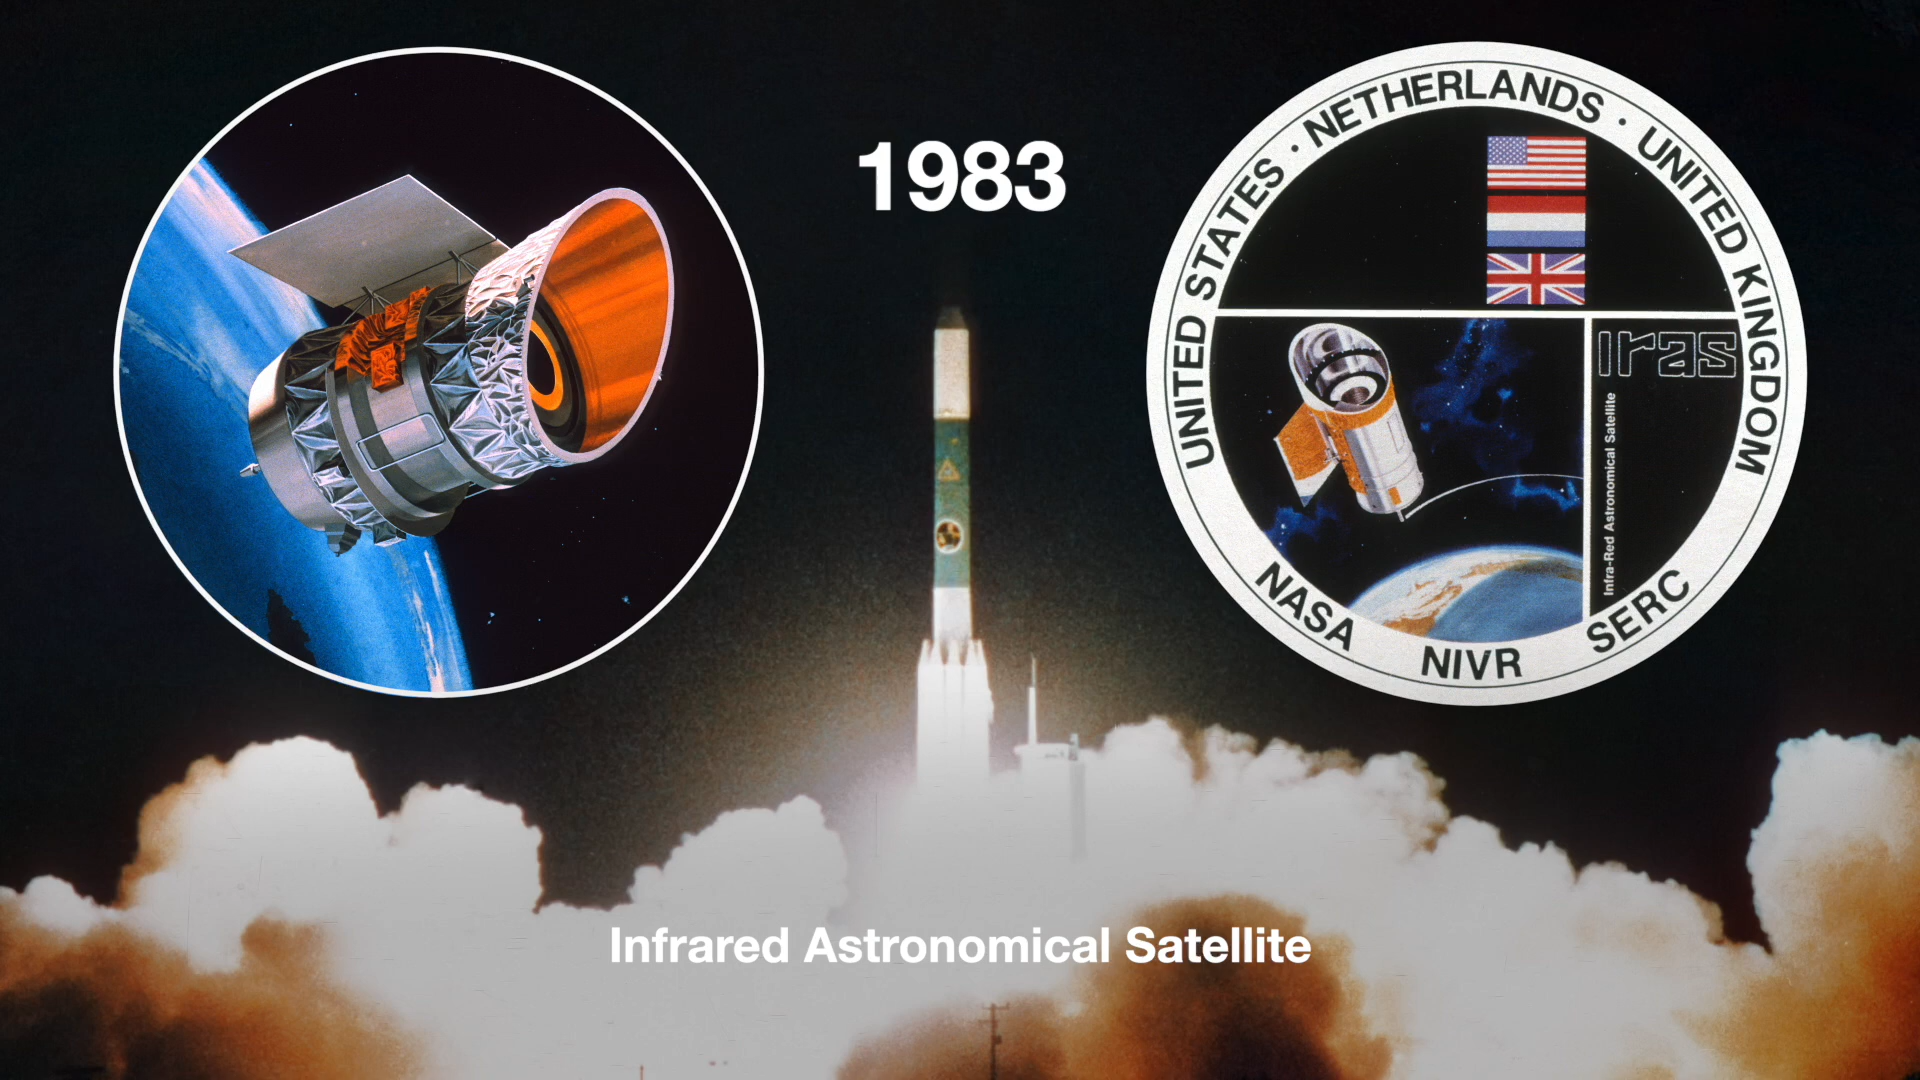 1983
UNITED STATES · NETHERLANDS · UNITED KINGDOM
Iras
Infra-Red Astronomical Satellite
NASA
NIVR
SERC
Infrared Astronomical Satellite